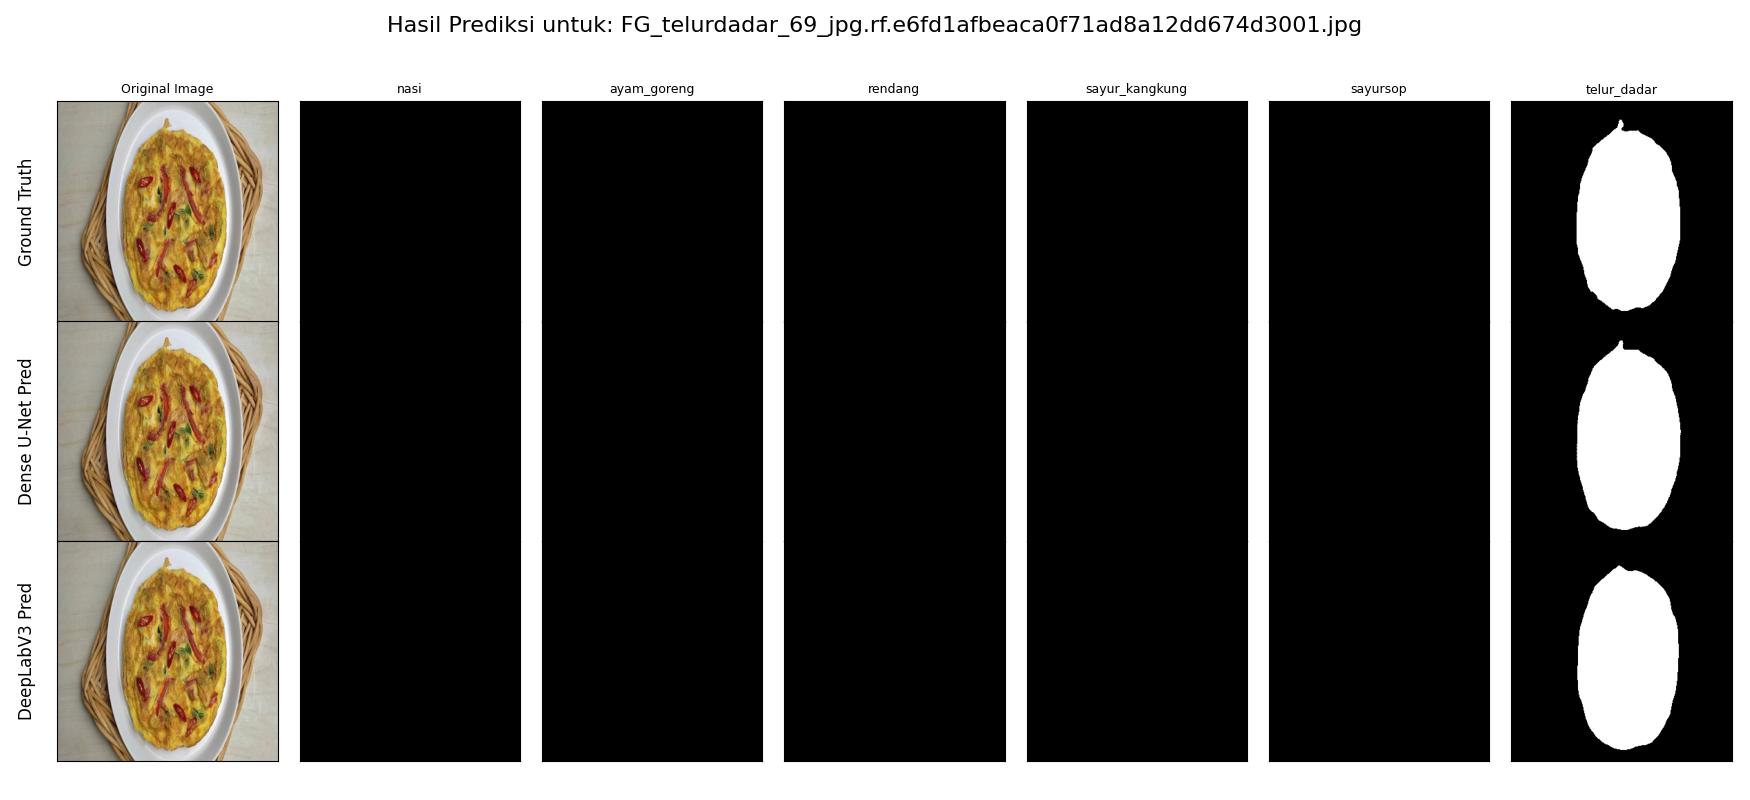 Hasil Prediksi untuk: FG_telurdadar_69_jpg.rf.e6fd1afbeaca0f71ad8a12dd674d3001.jpg
Original Image
nasi
ayam_goreng
rendang
sayur_kangkung
sayursop
telur_dadar
Ground Truth
Dense U-Net Pred
DeepLabV3 Pred